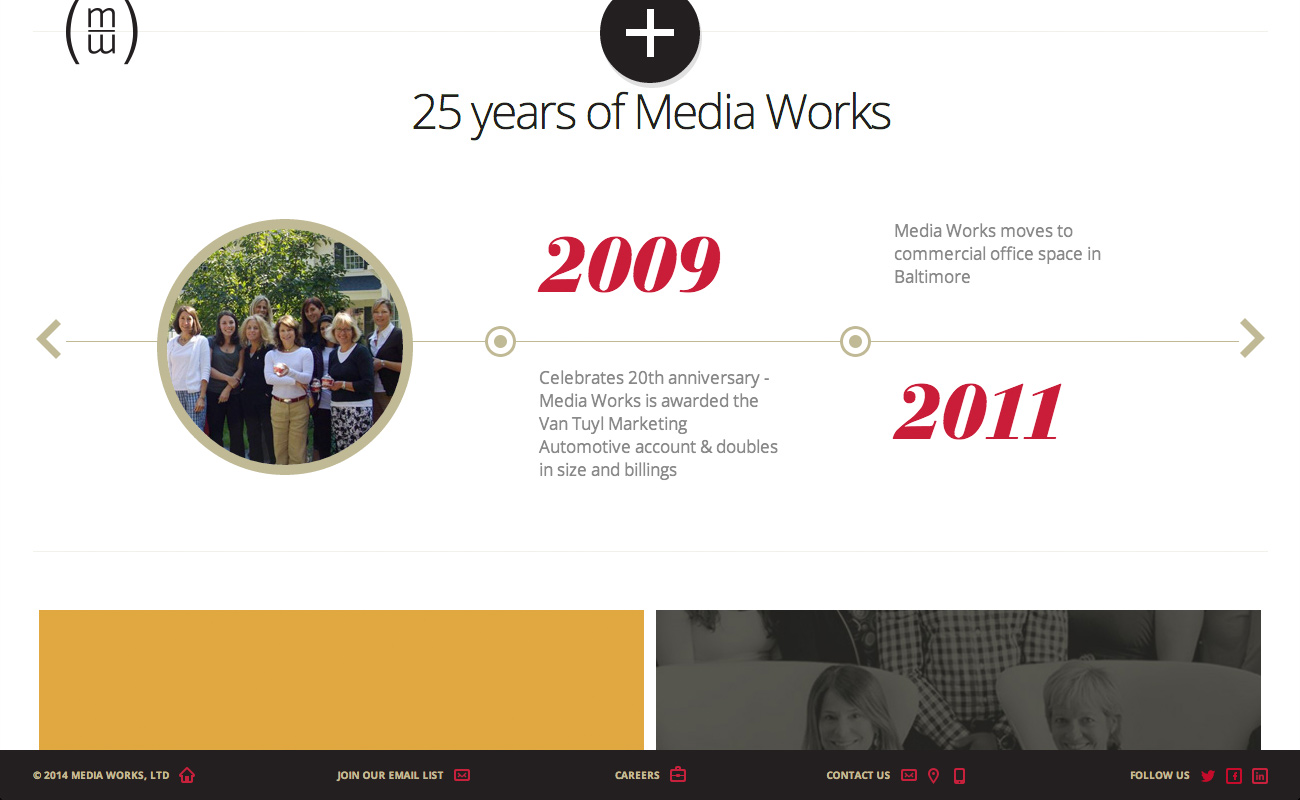 m
m
25 years of Media Works
2009
Celebrates 20th anniversary -
Media Works is awarded the
Van Tuyl Marketing
Automotive account & doubles
in size and billings
Media Works moves to
commercial office space in
Baltimore
2011
© 2014 MEDIA WORKS, LTD
JOIN OUR EMAIL LIST
CAREERS
CONTACT US
FOLLOW US